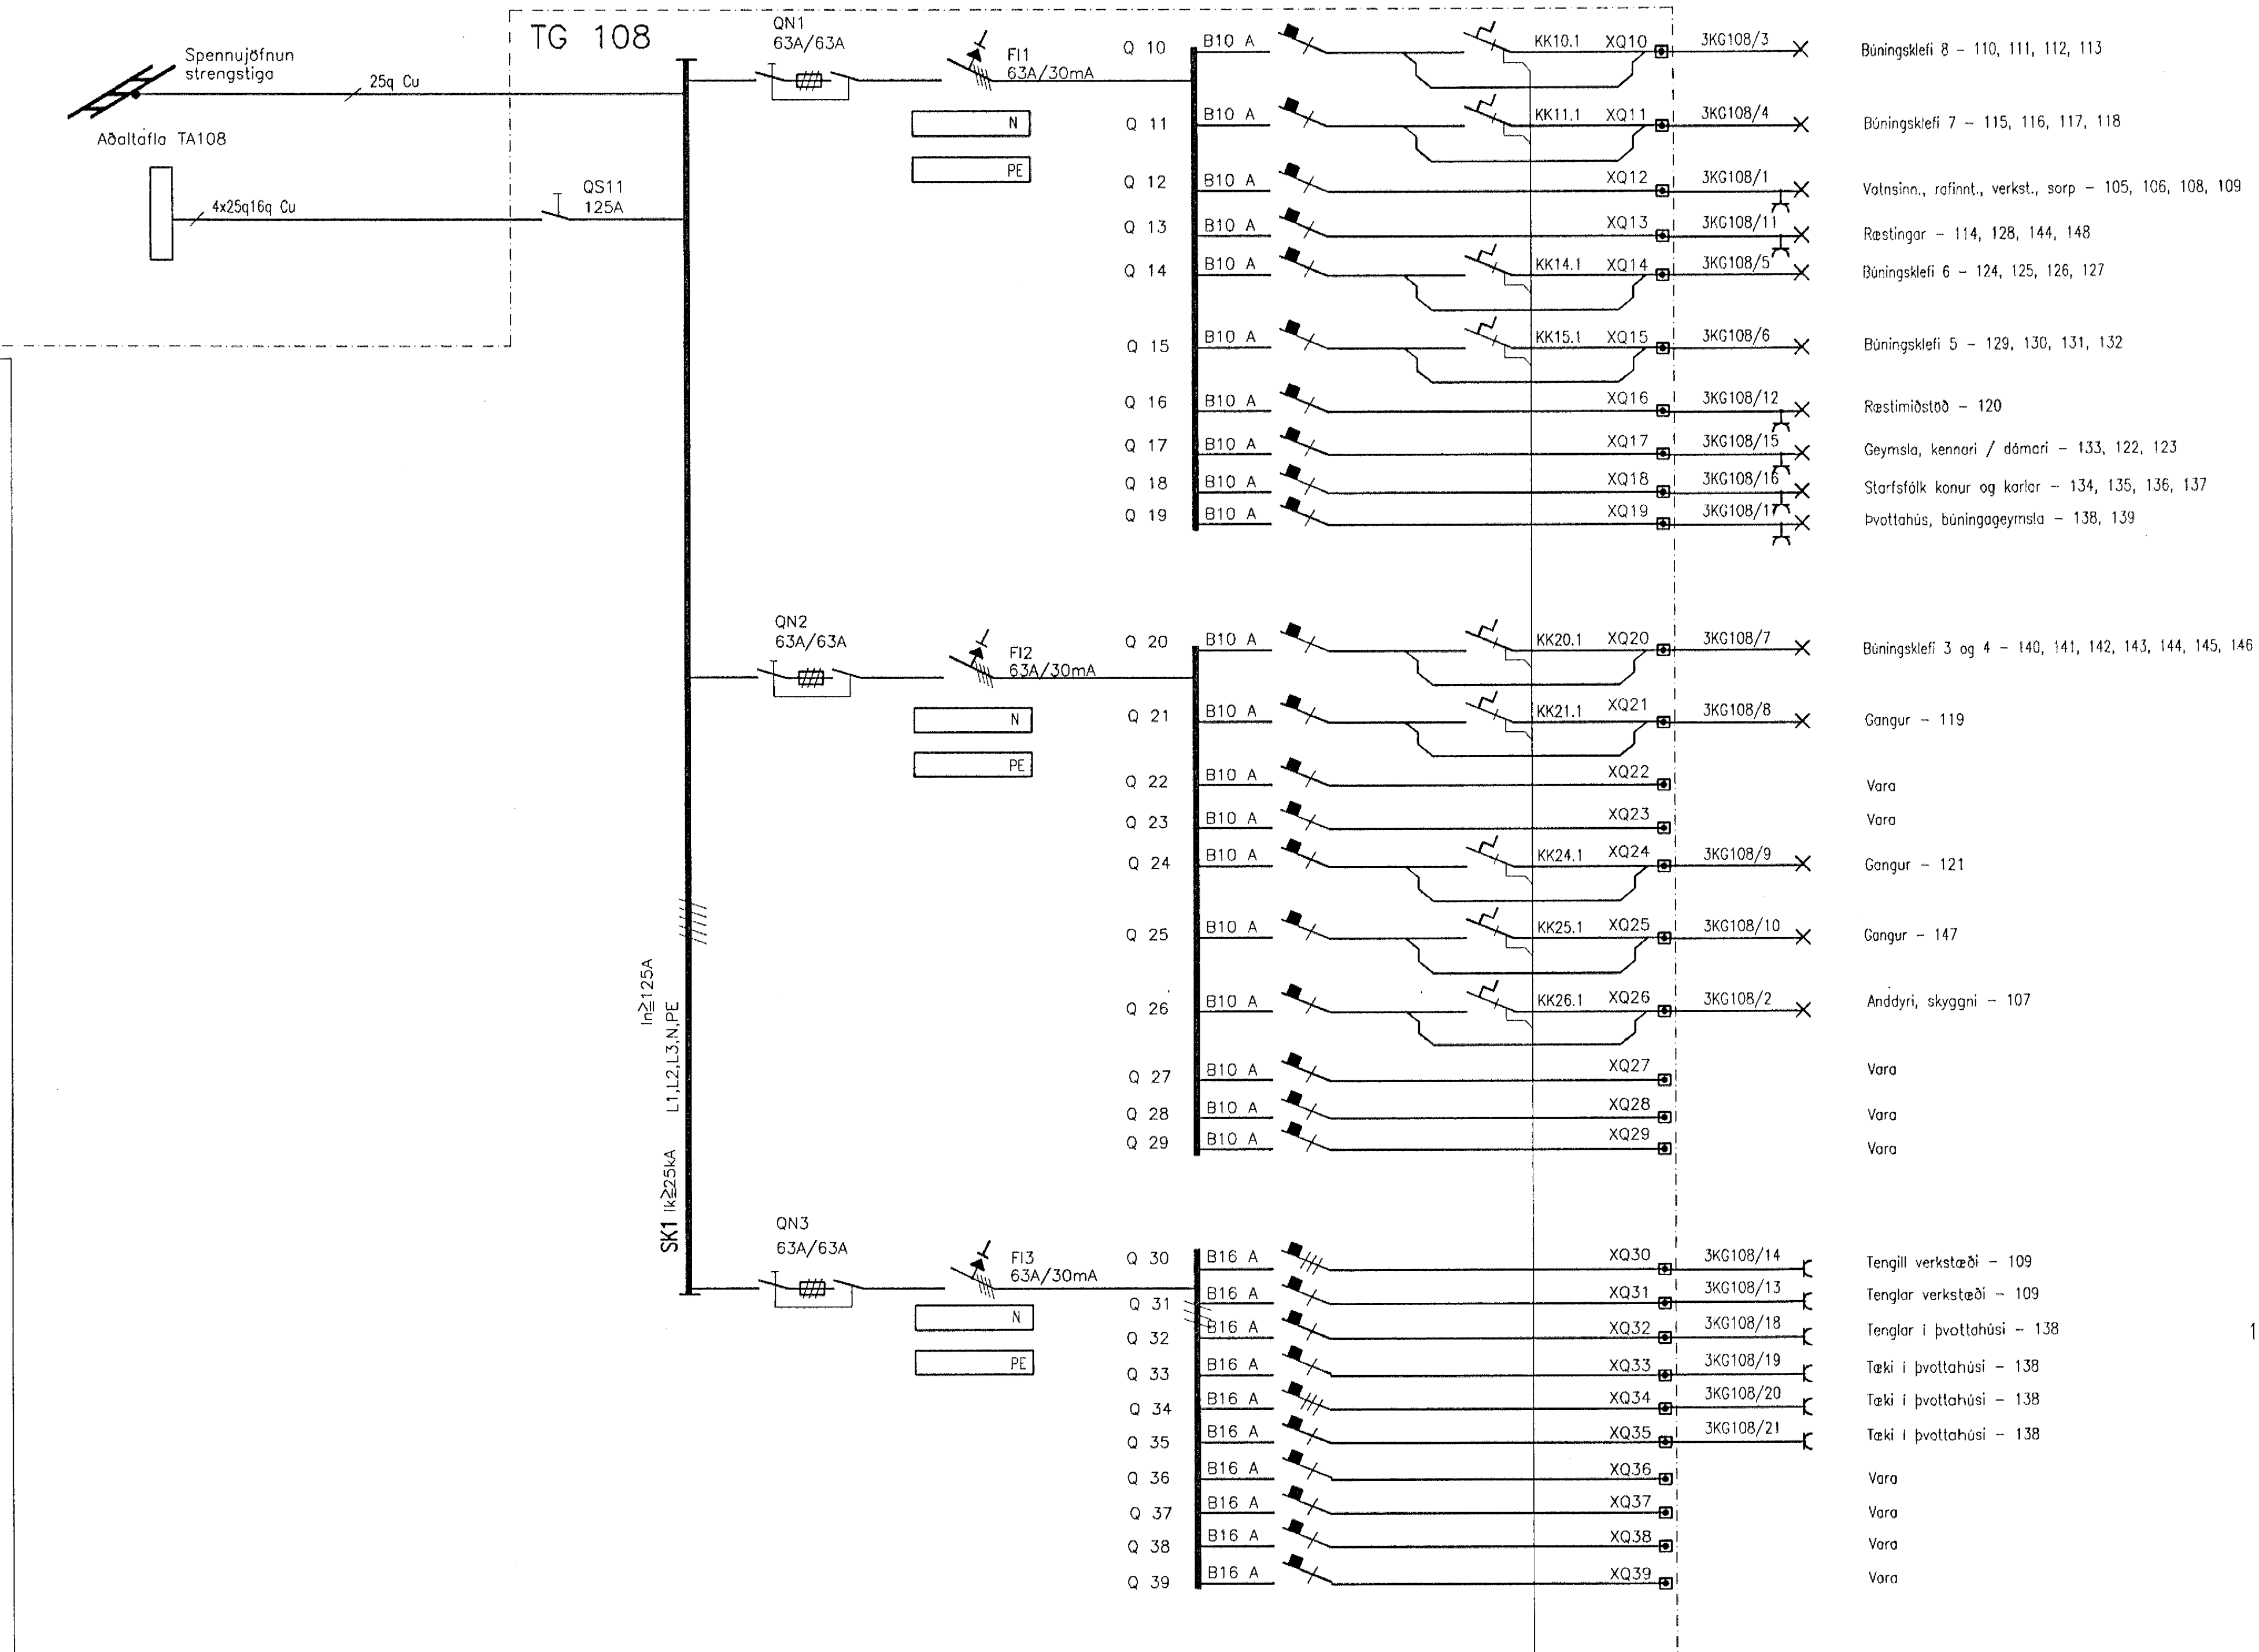 TG 108
Spennujöfnun
strengstiga
25q Cu
Aðaltafla TA108
4x25q16q Cu
QS11
125A
In≧125A
L1,L2,L3,N,PE
SK1 Ik≧25kA
QN1
63A/63A
FI1
63A/30mA
N
PE
Q 10 B10 A KK10.1 XQ10 3KG108/3 Búningsklefi 8 - 110, 111, 112, 113
Q 11 B10 A KK11.1 XQ11 3KG108/4 Búningsklefi 7 - 115, 116, 117, 118
Q 12 B10 A XQ12 3KG108/1 Vatnsinn., rafinnt., verkst., sorp - 105, 106, 108, 109
Q 13 B10 A XQ13 3KG108/11 Ræstingar - 114, 128, 144, 148
Q 14 B10 A KK14.1 XQ14 3KG108/5 Búningsklefi 6 - 124, 125, 126, 127
Q 15 B10 A KK15.1 XQ15 3KG108/6 Búningsklefi 5 - 129, 130, 131, 132
Q 16 B10 A XQ16 3KG108/12 Ræstimiðstöð - 120
Q 17 B10 A XQ17 3KG108/15 Geymsla, kennari / dómari - 133, 122, 123
Q 18 B10 A XQ18 3KG108/16 Starfsfólk konur og karlar - 134, 135, 136, 137
Q 19 B10 A XQ19 3KG108/17 Þvottahús, búningageymsla - 138, 139
QN2
63A/63A
FI2
63A/30mA
N
PE
Q 20 B10 A KK20.1 XQ20 3KG108/7 Búningsklefi 3 og 4 - 140, 141, 142, 143, 144, 145, 146
Q 21 B10 A KK21.1 XQ21 3KG108/8 Gangur - 119
Q 22 B10 A XQ22 Vara
Q 23 B10 A XQ23 Vara
Q 24 B10 A KK24.1 XQ24 3KG108/9 Gangur - 121
Q 25 B10 A KK25.1 XQ25 3KG108/10 Gangur - 147
Q 26 B10 A KK26.1 XQ26 3KG108/2 Anddyri, skyggni - 107
Q 27 B10 A XQ27 Vara
Q 28 B10 A XQ28 Vara
Q 29 B10 A XQ29 Vara
QN3
63A/63A
FI3
63A/30mA
N
PE
Q 30 B16 A XQ30 3KG108/14 Tengill verkstæði - 109
Q 31 B16 A XQ31 3KG108/13 Tenglar verkstæði - 109
Q 32 B16 A XQ32 3KG108/18 Tenglar í þvottahúsi - 138
Q 33 B16 A XQ33 3KG108/19 Tæki í þvottahúsi - 138
Q 34 B16 A XQ34 3KG108/20 Tæki í þvottahúsi - 138
Q 35 B16 A XQ35 3KG108/21 Tæki í þvottahúsi - 138
Q 36 B16 A XQ36 Vara
Q 37 B16 A XQ37 Vara
Q 38 B16 A XQ38 Vara
Q 39 B16 A XQ39 Vara
1